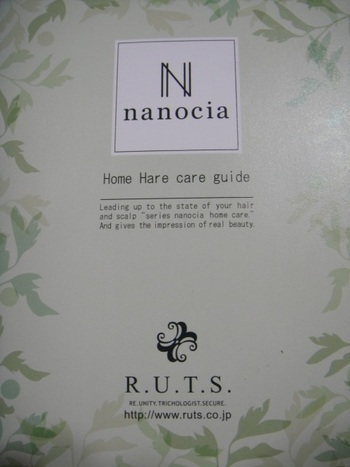 N
nanocia
Home Hare care guide
Leading up to the state of your hair
and scalp "series nanocia home care."
And gives the impression of real beauty.
R.U.T.S.
RE.UNITY.TRICHOLOGIST.SECURE.
http://www.ruts.co.jp